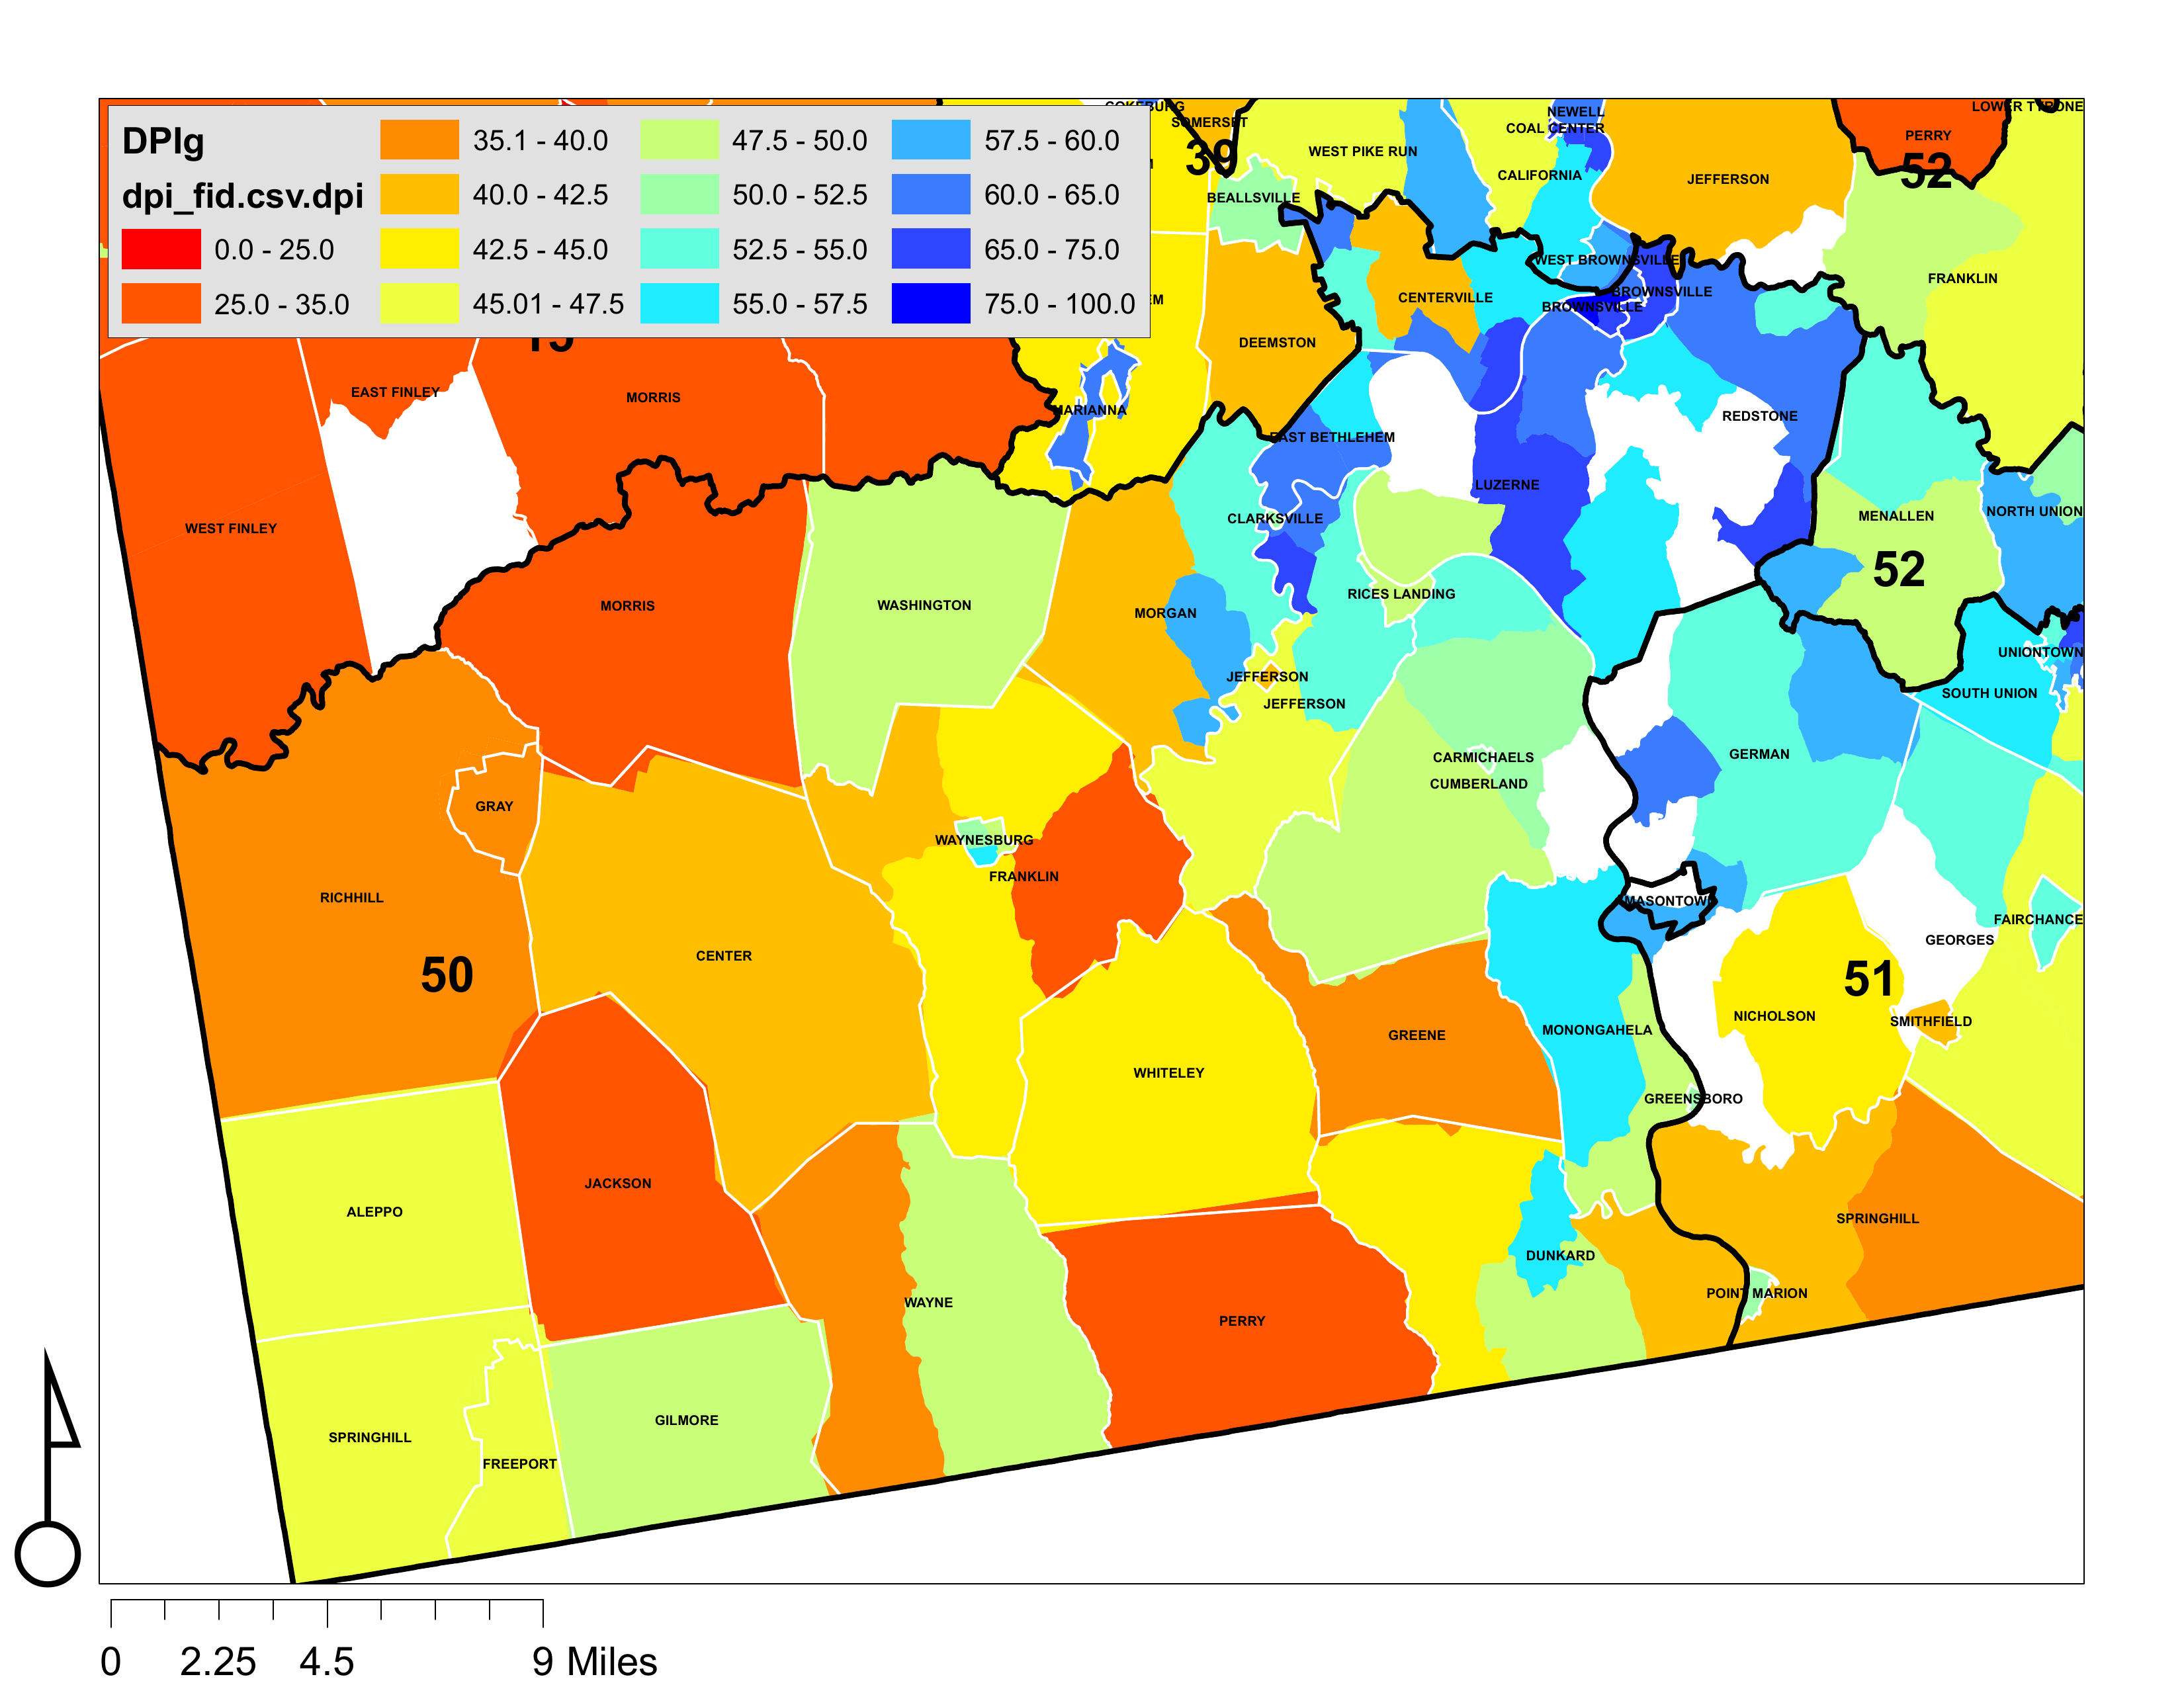 DPIg
dpi_fid.csv.dpi
0.0 - 25.0
25.0 - 35.0
35.1 - 40.0
40.0 - 42.5
42.5 - 45.0
45.01 - 47.5
47.5 - 50.0
50.0 - 52.5
52.5 - 55.0
55.0 - 57.5
57.5 - 60.0
60.0 - 65.0
65.0 - 75.0
75.0 - 100.0
SOMERSET
39
WEST PIKE RUN
NEWELL
COAL CENTER
CALIFORNIA
JEFFERSON
PERRY
52
LOWER TYRONE
BEALLSVILLE
FRANKLIN
WEST BROWNSVILLE
BROWNSVILLE
BROWNSVILLE
CENTERVILLE
DEEMSTON
EAST FINLEY
MORRIS
MARIANNA
EAST BETHLEHEM
REDSTONE
LUZERNE
WEST FINLEY
CLARKSVILLE
MENALLEN
NORTH UNION
52
MORRIS
WASHINGTON
MORGAN
RICES LANDING
UNIONTOWN
SOUTH UNION
JEFFERSON
JEFFERSON
CARMICHAELS
CUMBERLAND
GERMAN
GRAY
WAYNESBURG
FRANKLIN
RICHHILL
MASONTOWN
FAIRCHANCE
GEORGES
CENTER
50
51
NICHOLSON
SMITHFIELD
GREENE
MONONGAHELA
WHITELEY
GREENSBORO
JACKSON
ALEPPO
SPRINGHILL
DUNKARD
POINT MARION
WAYNE
PERRY
GILMORE
SPRINGHILL
FREEPORT
0 2.25 4.5 9 Miles